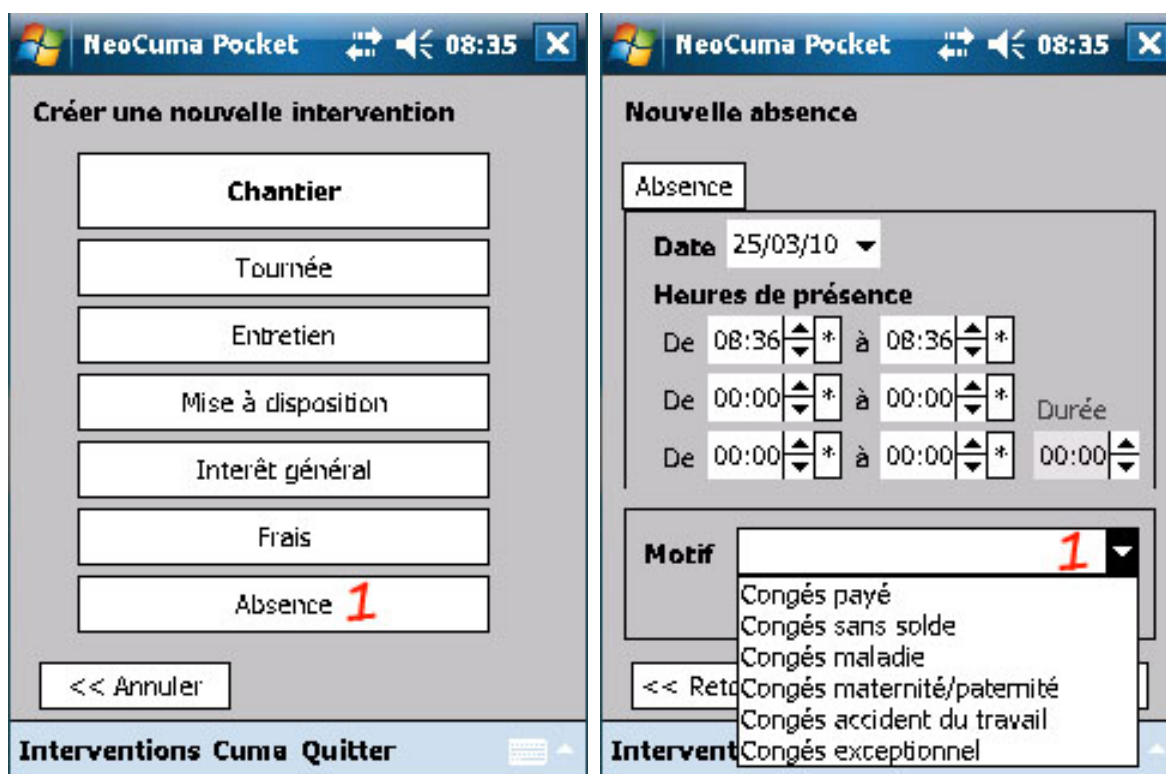 NeoCuma Pocket 08:35
Créer une nouvelle intervention
Chantier
Tournée
Entretien
Mise à disposition
Interêt général
Frais
Absence 1
<< Annuler
Interventions Cuma Quitter
NeoCuma Pocket 08:35
Nouvelle absence
Absence
Date 25/03/10
Heures de présence
De 08:36 * à 08:36 *
De 00:00 * à 00:00 * Durée
De 00:00 * à 00:00 * 00:00
Motif 1
Congés payé
Congés sans solde
Congés maladie
<< Reto Congés maternité/paternité
Congés accident du travail
Intervent Congés exceptionnel